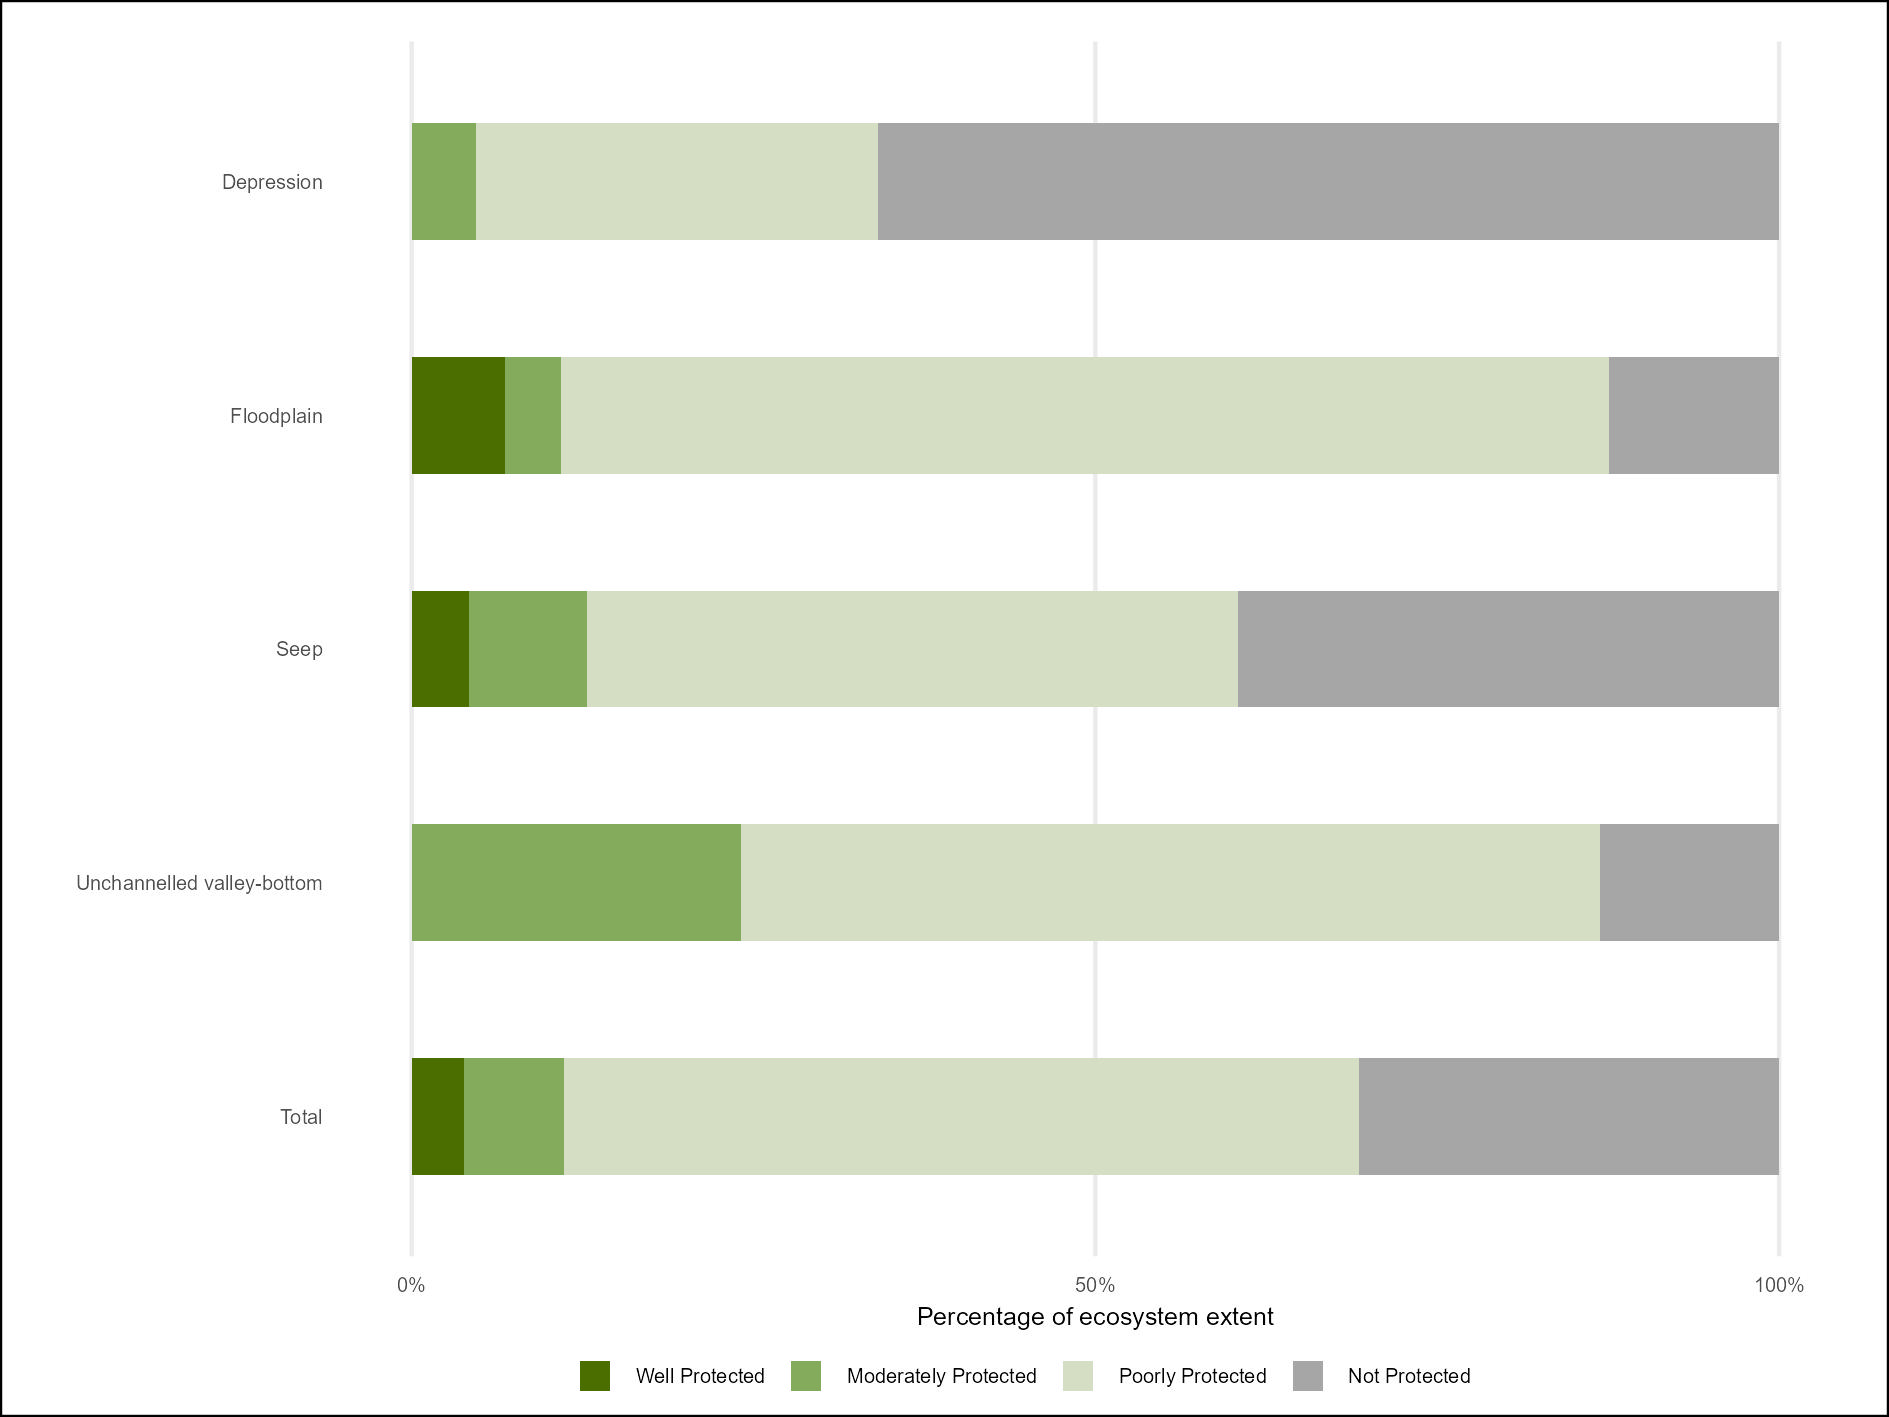 Depression
Floodplain
Seep
Unchannelled valley-bottom
Total
0% 50% 100%
Percentage of ecosystem extent
Well Protected Moderately Protected Poorly Protected Not Protected